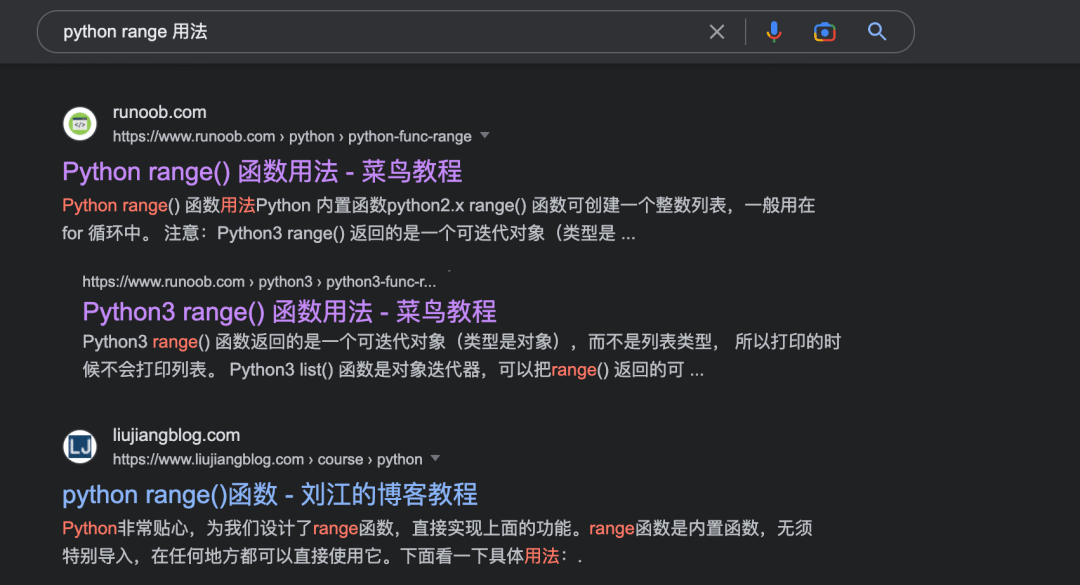 python range 用法
runoob.com
https://www.runoob.com › python › python-func-range
Python range() 函数用法 - 菜鸟教程
Python range() 函数用法Python 内置函数python2.x range() 函数可创建一个整数列表，一般用在
for 循环中。 注意：Python3 range() 返回的是一个可迭代对象（类型是 ...
https://www.runoob.com › python3 › python3-func-r...
Python3 range() 函数用法 - 菜鸟教程
Python3 range() 函数返回的是一个可迭代对象（类型是对象），而不是列表类型， 所以打印的时
候不会打印列表。 Python3 list() 函数是对象迭代器，可以把range() 返回的可 ...
LJ
liujiangblog.com
https://www.liujiangblog.com › course › python
python range()函数 - 刘江的博客教程
Python非常贴心，为我们设计了range函数，直接实现上面的功能。range函数是内置函数，无须
特别导入，在任何地方都可以直接使用它。下面看一下具体用法：.